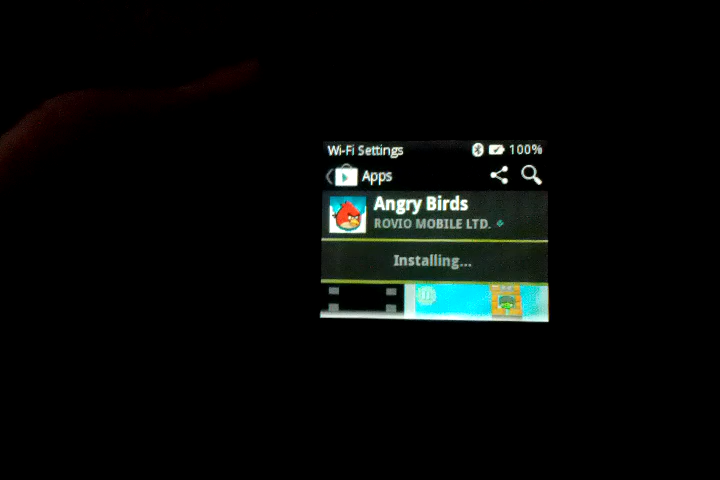 Wi-Fi Settings 100%
Apps
Angry Birds
ROVIO MOBILE LTD.
Installing...